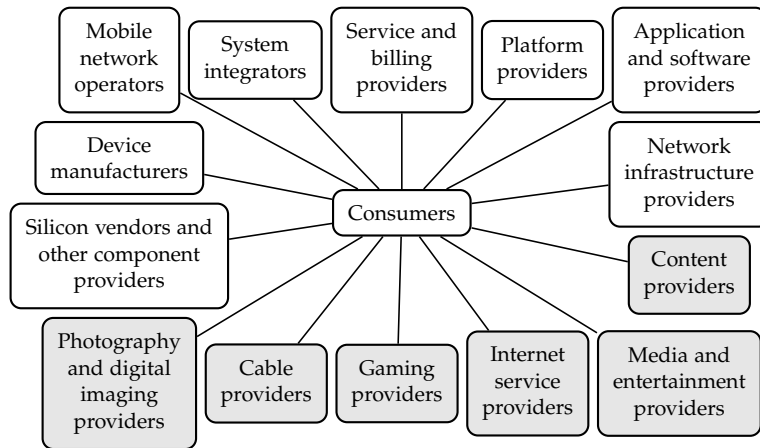 Mobile
network
operators
System
integrators
Service and
billing
providers
Platform
providers
Application
and software
providers
Device
manufacturers
Network
infrastructure
providers
Consumers
Silicon vendors and
other component
providers
Content
providers
Photography
and digital
imaging
providers
Cable
providers
Gaming
providers
Internet
service
providers
Media and
entertainment
providers